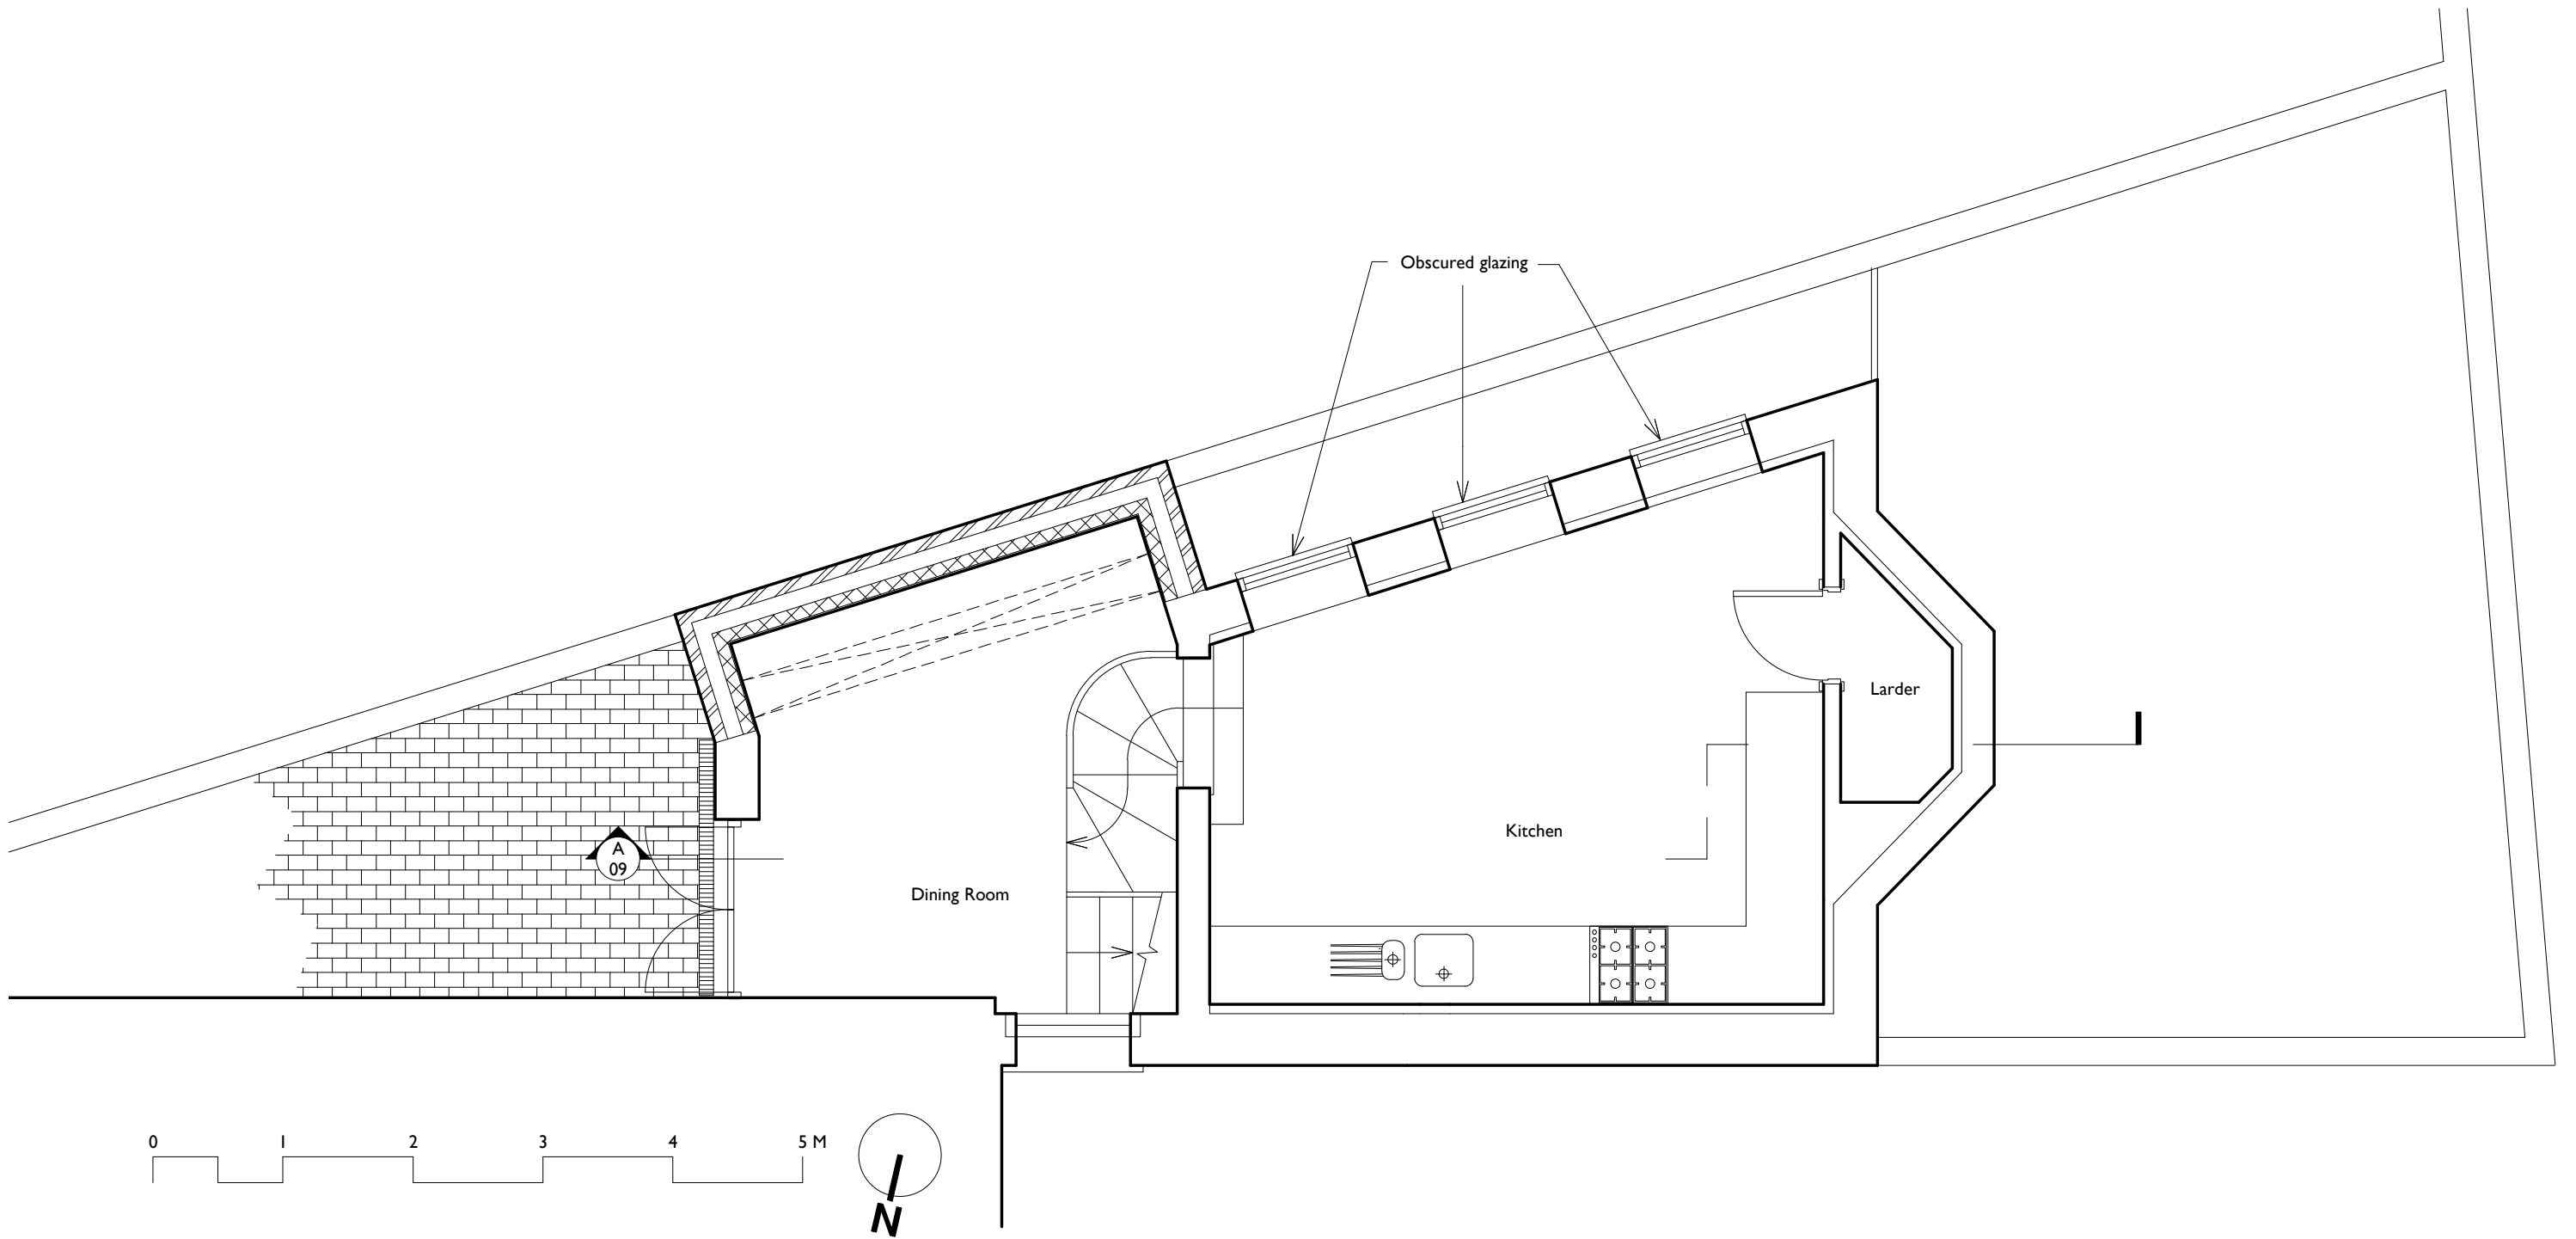 Obscured glazing
Larder
Kitchen
A
09
Dining Room
0 1 2 3 4 5 M
N